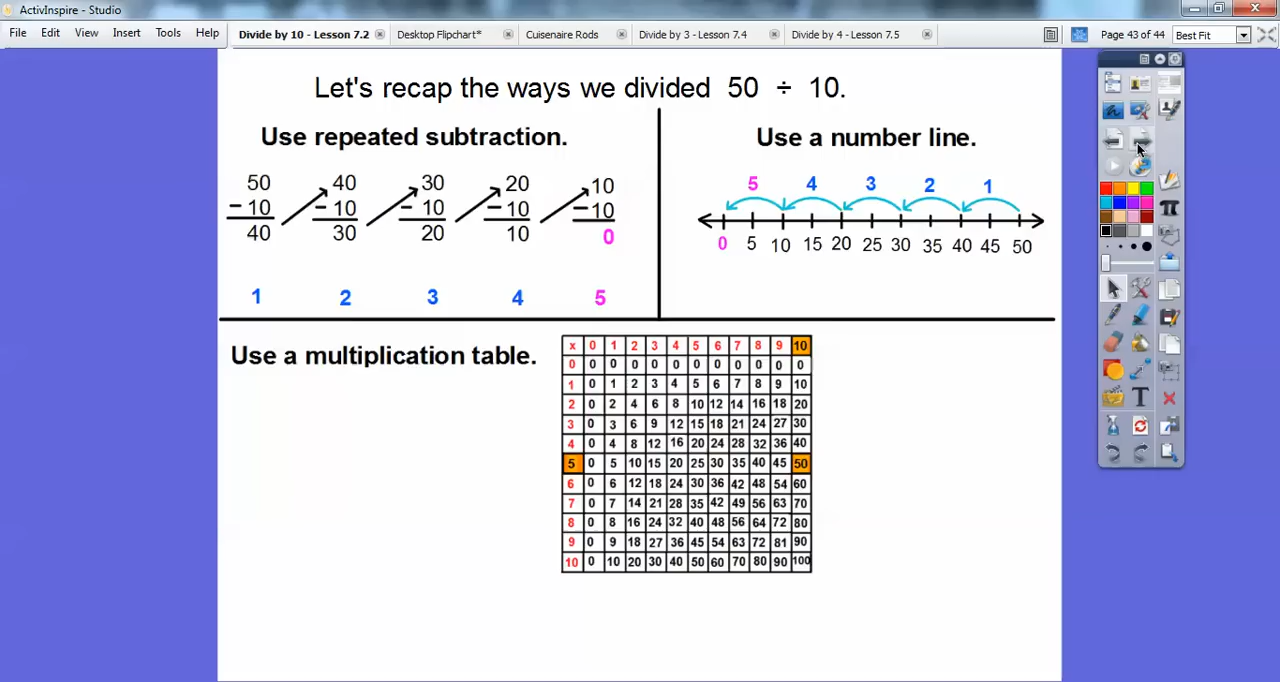 ActivInspire - Studio
File Edit View Insert Tools Help
Divide by 10 - Lesson 7.2
Desktop Flipchart*
Cuisenaire Rods
Divide by 3 - Lesson 7.4
Divide by 4 - Lesson 7.5
Page 43 of 44
Best Fit
Let's recap the ways we divided 50 ÷ 10.
Use repeated subtraction.
50 40 30 20 10
- 10 - 10 - 10 - 10 - 10
40 30 20 10 0
1 2 3 4 5
Use a number line.
5 4 3 2 1
0 5 10 15 20 25 30 35 40 45 50
Use a multiplication table.
x 0 1 2 3 4 5 6 7 8 9 10
0 0 0 0 0 0 0 0 0 0 0 0
1 0 1 2 3 4 5 6 7 8 9 10
2 0 2 4 6 8 10 12 14 16 18 20
3 0 3 6 9 12 15 18 21 24 27 30
4 0 4 8 12 16 20 24 28 32 36 40
5 0 5 10 15 20 25 30 35 40 45 50
6 0 6 12 18 24 30 36 42 48 54 60
7 0 7 14 21 28 35 42 49 56 63 70
8 0 8 16 24 32 40 48 56 64 72 80
9 0 9 18 27 36 45 54 63 72 81 90
10 0 10 20 30 40 50 60 70 80 90 100